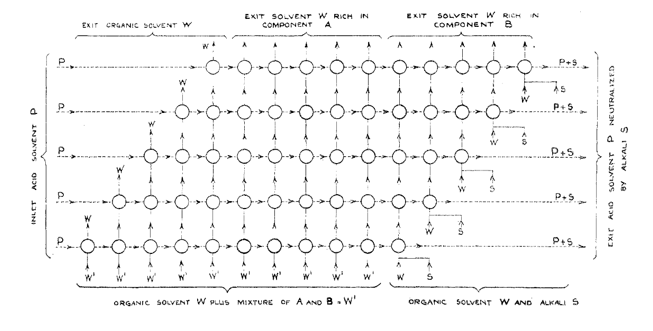 EXIT ORGANIC SOLVENT W
EXIT SOLVENT W RICH IN
COMPONENT A
EXIT SOLVENT W RICH IN
COMPONENT B
W
P
P+S
W
W
S
P
P+S
W
W
S
P
P+S
W
W
S
P
P+S
W
W
S
P
P+S
W' W' W' W' W' W' W' W' W' W' W S
INLET ACID SOLVENT P
EXIT ACID SOLVENT P NEUTRALIZED
BY ALKALI S
ORGANIC SOLVENT W PLUS MIXTURE OF A AND B = W'
ORGANIC SOLVENT W AND ALKALI S